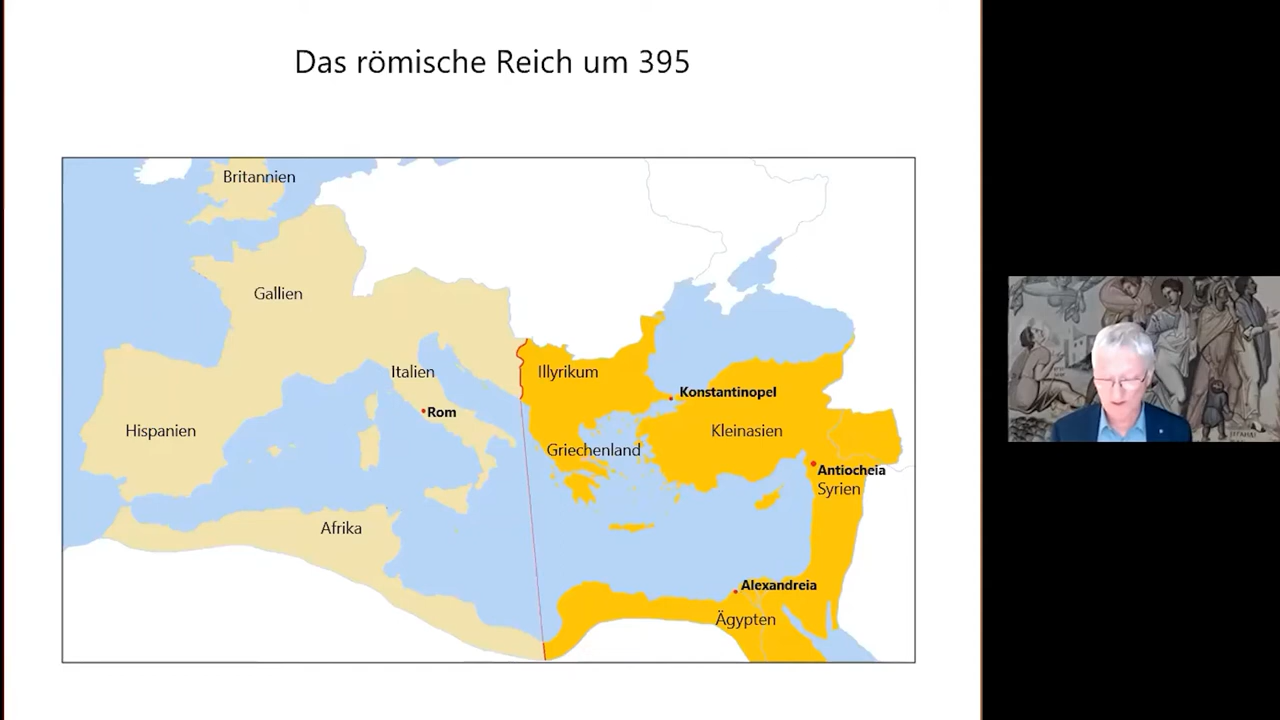 Das römische Reich um 395
Britannien
Gallien
Italien
Illyrikum
Konstantinopel
Rom
Hispanien
Kleinasien
Griechenland
Antiocheia
Syrien
Afrika
Alexandreia
Ägypten